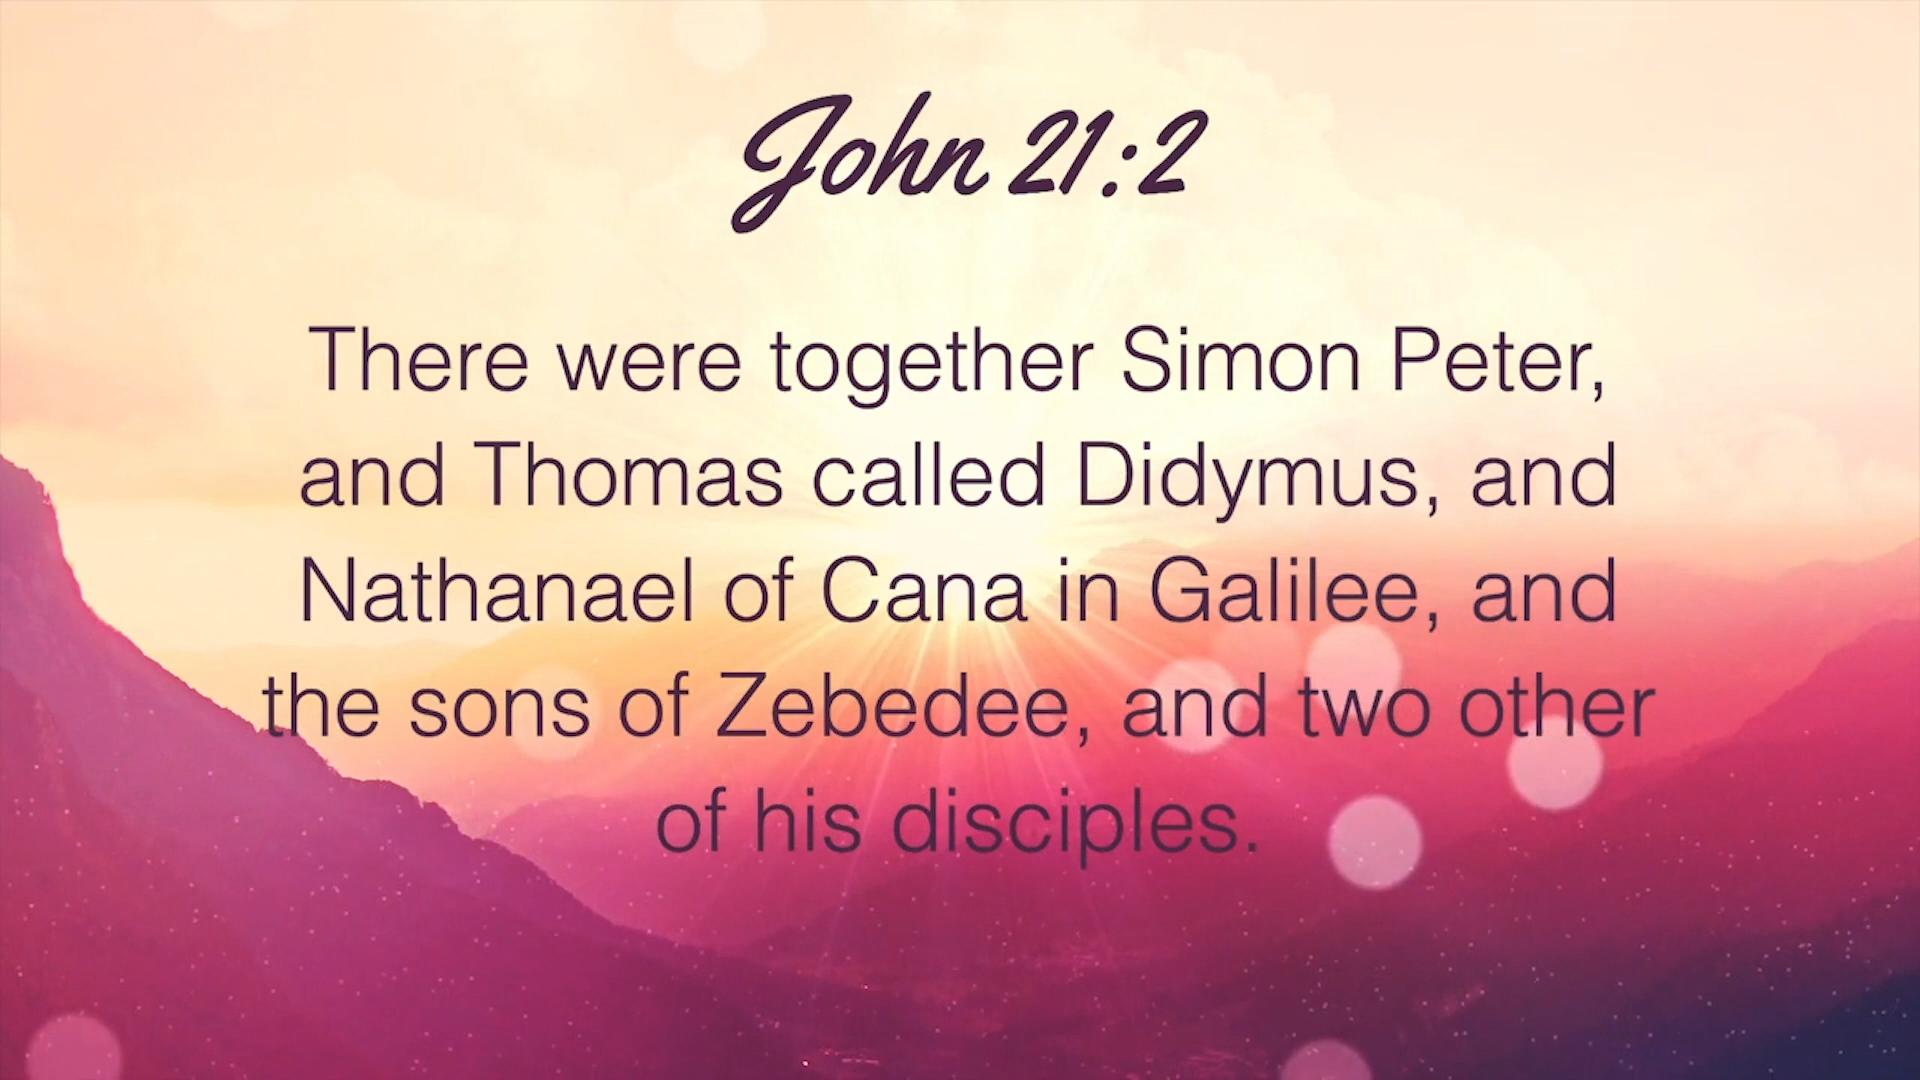 John 21:2
There were together Simon Peter,
and Thomas called Didymus, and
Nathanael of Cana in Galilee, and
the sons of Zebedee, and two other
of his disciples.